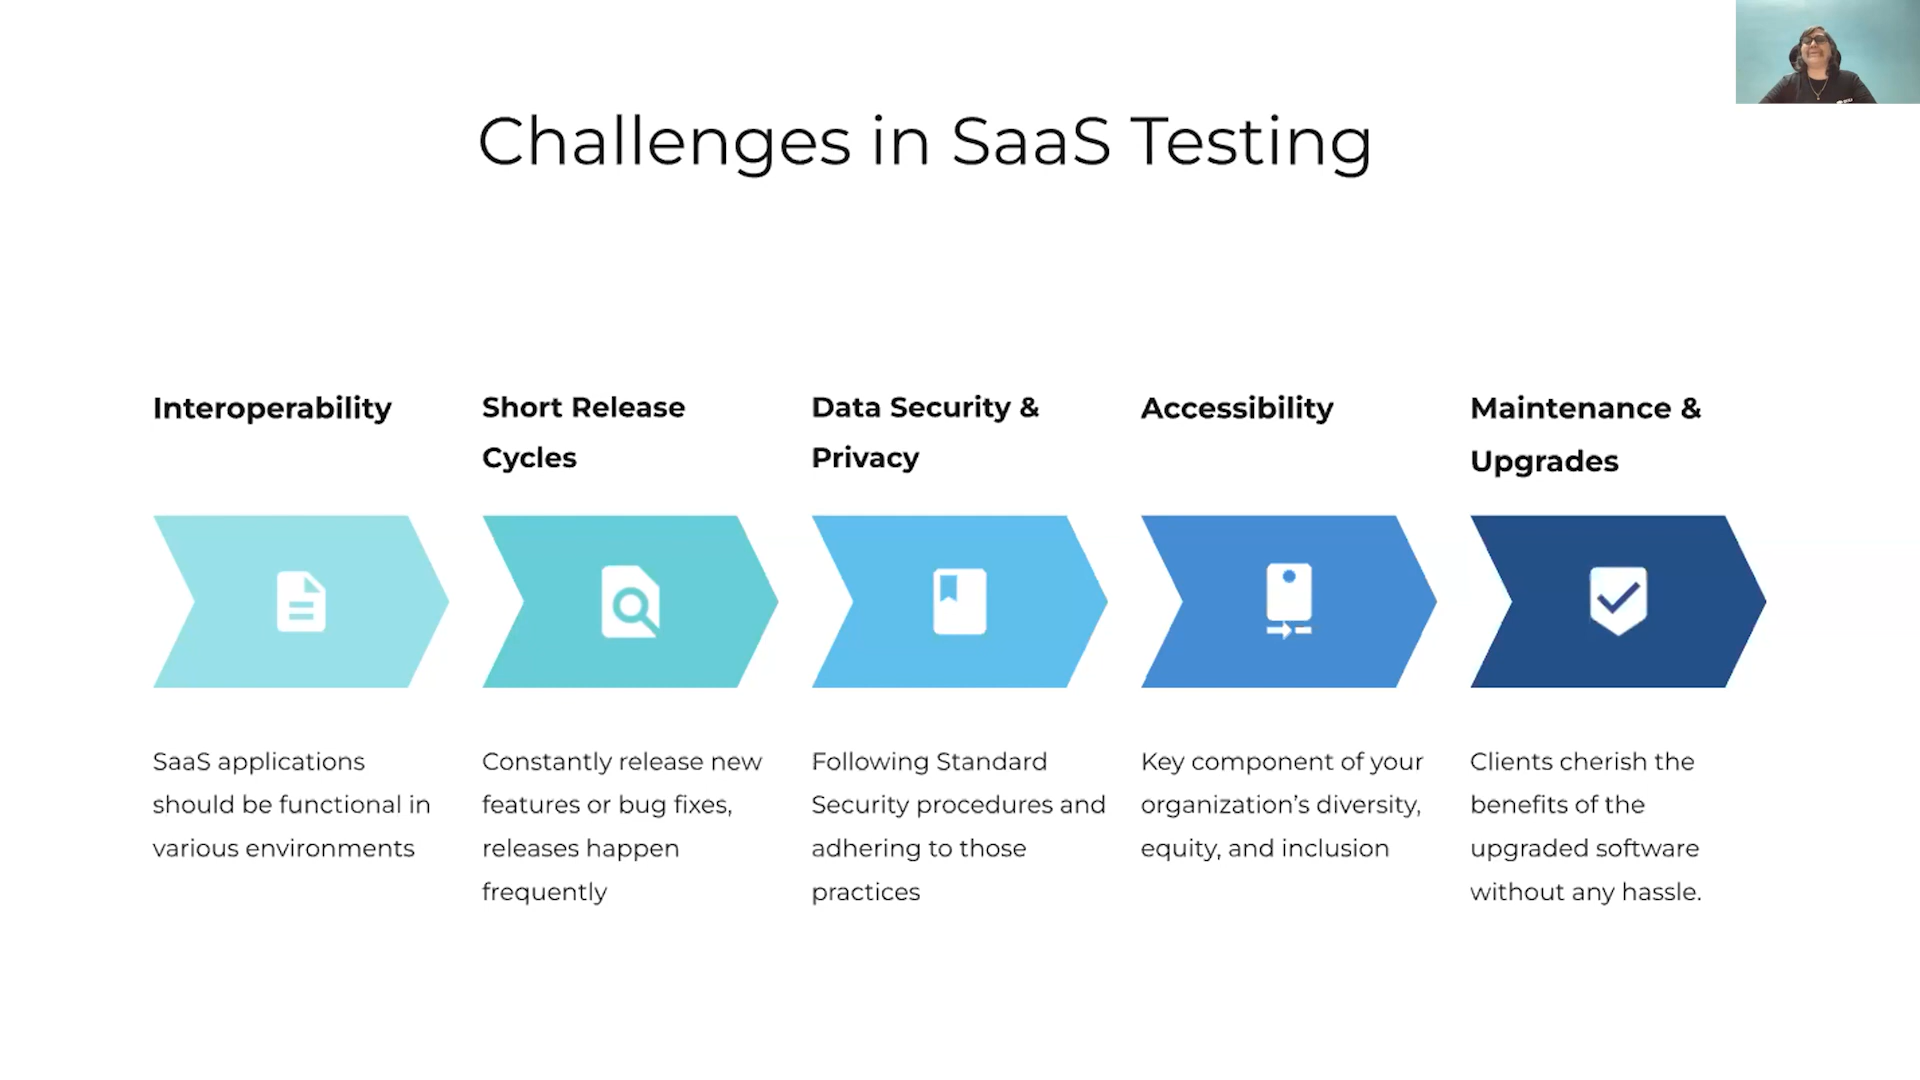 Challenges in SaaS Testing
Interoperability
Short Release
Cycles
Data Security &
Privacy
Accessibility
Maintenance &
Upgrades
SaaS applications
should be functional in
various environments
Constantly release new
features or bug fixes,
releases happen
frequently
Following Standard
Security procedures and
adhering to those
practices
Key component of your
organization's diversity,
equity, and inclusion
Clients cherish the
benefits of the
upgraded software
without any hassle.